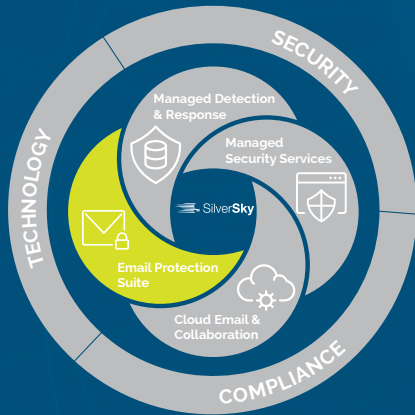 SECURITY
TECHNOLOGY
Managed Detection
& Response
Managed
Security Services
SilverSky
Email Protection
Suite
Cloud Email &
Collaboration
COMPLIANCE